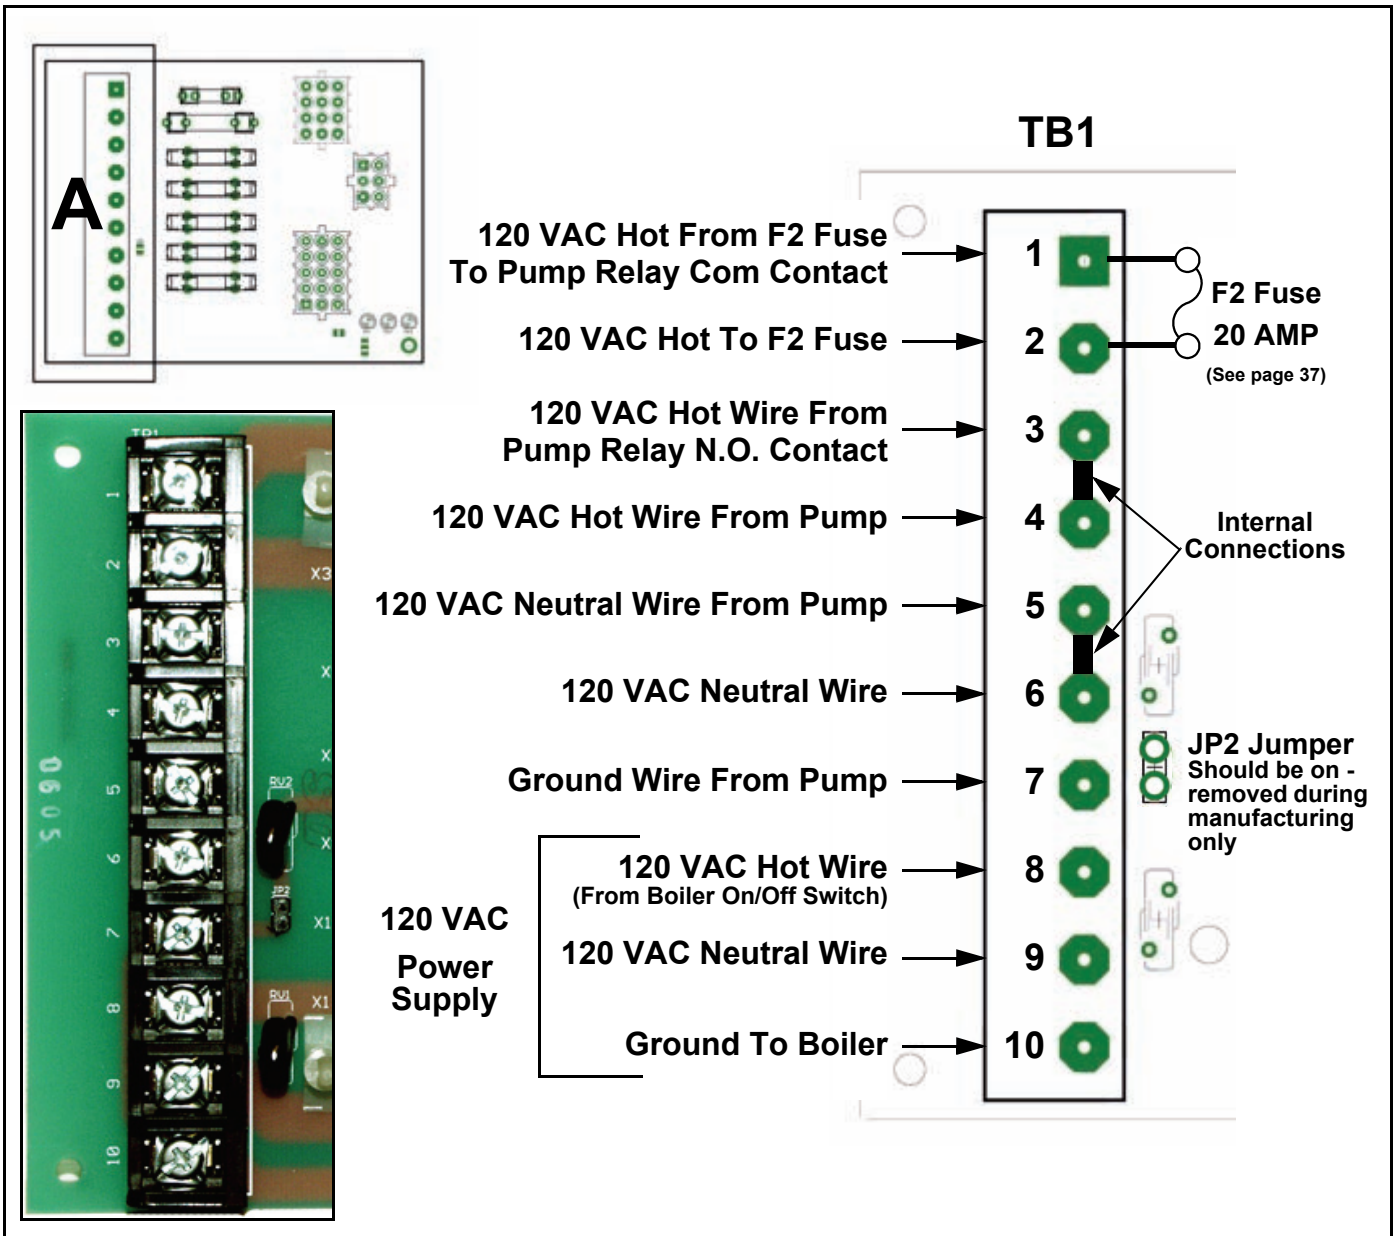 A
TB1
120 VAC Hot From F2 Fuse
To Pump Relay Com Contact
1
F2 Fuse
20 AMP
(See page 37)
120 VAC Hot To F2 Fuse
2
120 VAC Hot Wire From
Pump Relay N.O. Contact
3
120 VAC Hot Wire From Pump
4
Internal
Connections
120 VAC Neutral Wire From Pump
5
120 VAC Neutral Wire
6
JP2 Jumper
Should be on -
removed during
manufacturing
only
Ground Wire From Pump
7
120 VAC
Power
Supply
120 VAC Hot Wire
(From Boiler On/Off Switch)
8
120 VAC Neutral Wire
9
Ground To Boiler
10
TB1
1
2
X3
3
X
4
X
0605
5
RV2
6
X
JP2
7
X1
8
RV1
X1
9
10